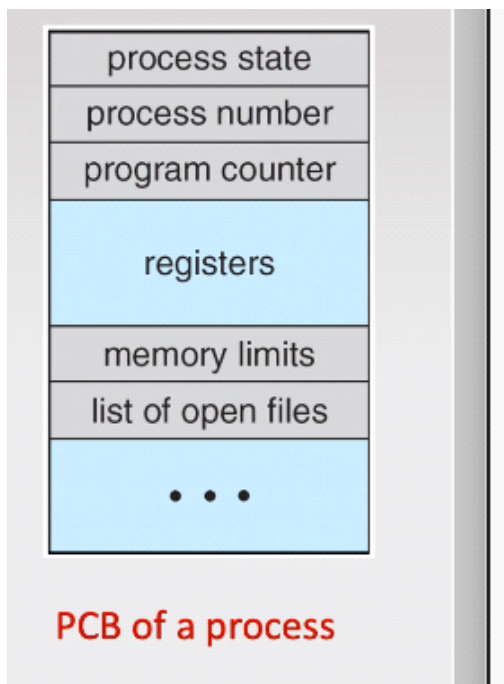 process state
process number
program counter
registers
memory limits
list of open files
• • •
PCB of a process